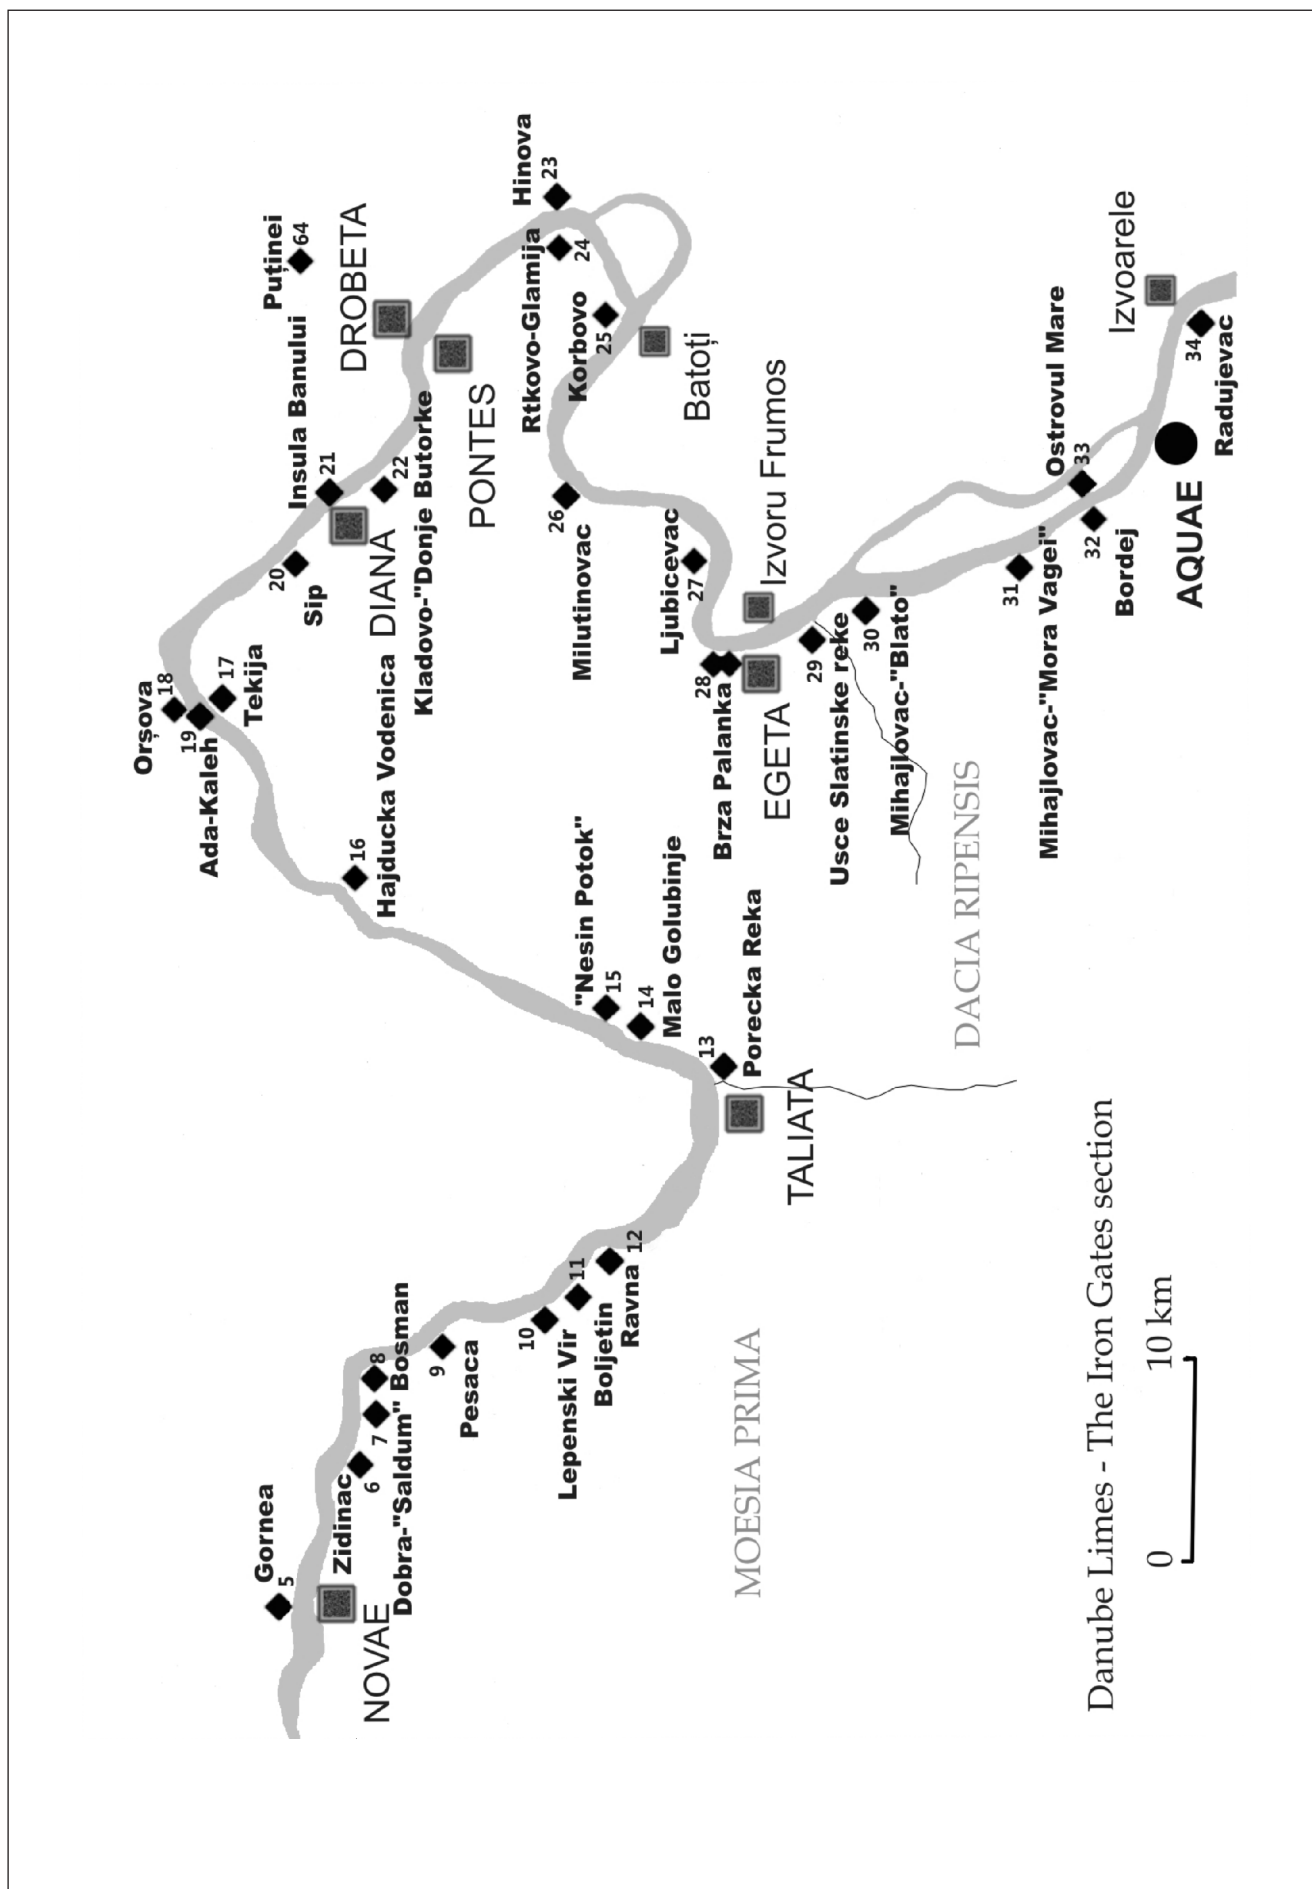 Gornea
5
NOVAE
Zidinac
6
Dobra-"Saldum"
7
Bosman
8
Pesaca
9
Lepenski Vir
10
Boljetin
11
Ravna
12
TALIATA
Porecka Reka
13
Malo Golubinje
14
"Nesin Potok"
15
Hajducka Vodenica
16
Tekija
17
Orșova
18
Ada-Kaleh
19
Sip
20
DIANA
Insula Banului
21
Kladovo-"Donje Butorke
22
DROBETA
PONTES
Puținei
64
Hinova
23
Rtkovo-Glamija
24
Korbovo
25
Batoți
Milutinovac
26
Ljubicevac
27
Brza Palanka
28
EGETA
Izvoru Frumos
Usce Slatinske reke
29
Mihajlovac-"Blato"
30
Mihajlovac-"Mora Vagei"
31
Bordej
32
Ostrovul Mare
33
AQUAE
Izvoarele
Radujevac
34
MOESIA PRIMA
DACIA RIPENSIS
Danube Limes - The Iron Gates section
0 10 km